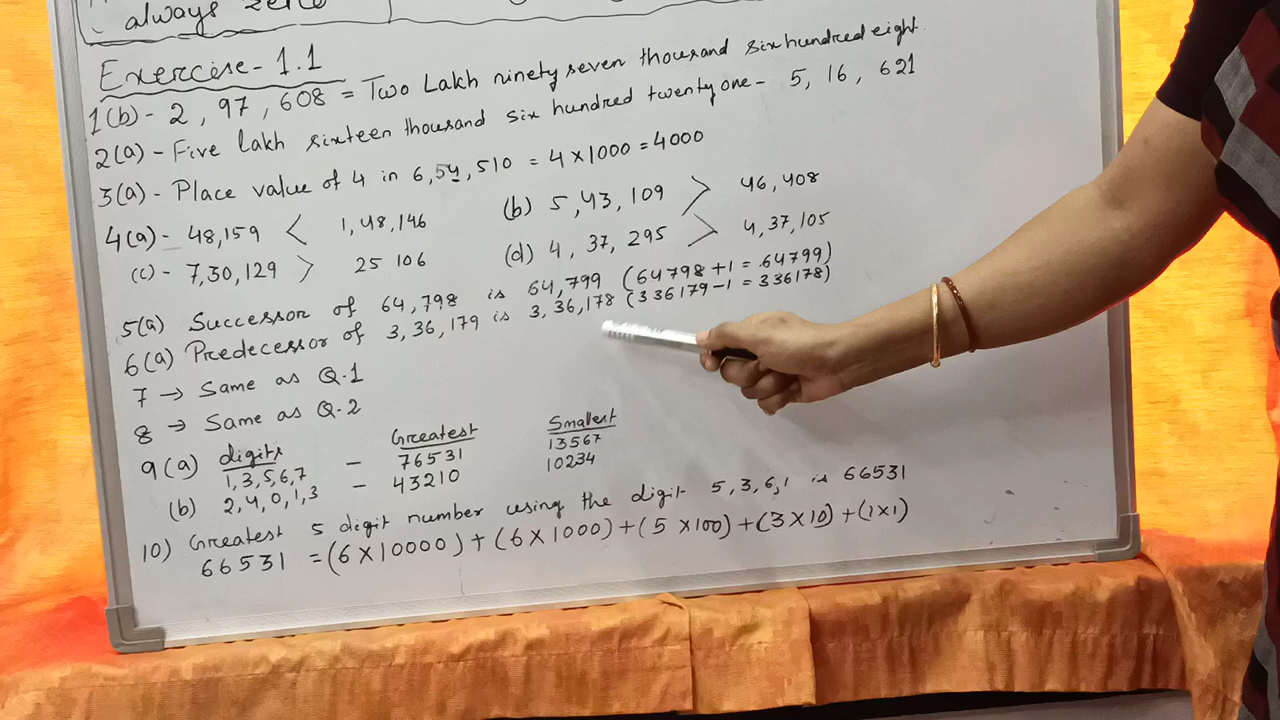 always zero
Exercise - 1.1
1(b) - 2, 97, 608 = Two Lakh ninety seven thousand six hundred eight.
2(a) - Five lakh sixteen thousand six hundred twenty one - 5, 16, 621
3(a) - Place value of 4 in 6,54,510 = 4 × 1000 = 4000
4(a) - 48,159 < 1,48,146 (b) 5,43,109 > 46,408
(c) - 7,30,129 > 25 106 (d) 4, 37, 295 > 4,37,105
5(a) Successor of 64,798 is 64,799 (64798+1 = 64799)
6(a) Predecessor of 3,36,179 is 3,36,178 (336179-1 = 336178)
7 → Same as Q.1
8 → Same as Q.2
9(a) digits Greatest Smallest
1,3,5,6,7 - 76531 13567
(b) 2,4,0,1,3 - 43210 10234
10) Greatest 5 digit number using the digit 5,3,6,1 is 66531
66531 = (6×10000) + (6×1000) + (5×100) + (3×10) + (1×1)